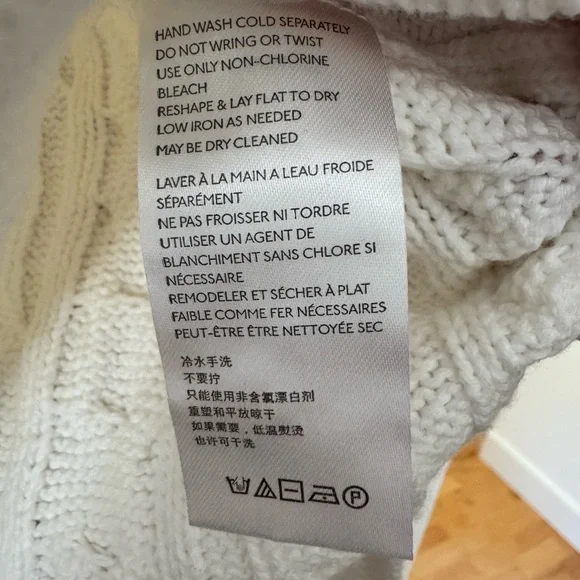 HAND WASH COLD SEPARATELY
DO NOT WRING OR TWIST
USE ONLY NON-CHLORINE
BLEACH
RESHAPE & LAY FLAT TO DRY
LOW IRON AS NEEDED
MAY BE DRY CLEANED
LAVER À LA MAIN A LEAU FROIDE
SÉPARÉMENT
NE PAS FROISSER NI TORDRE
UTILISER UN AGENT DE
BLANCHIMENT SANS CHLORE SI
NÉCESSAIRE
REMODELER ET SÉCHER À PLAT
FAIBLE COMME FER NÉCESSAIRES
PEUT-ÊTRE ÊTRE NETTOYÉE SEC
冷水手洗
不要拧
只能使用非含氯漂白剂
重塑和平放晾干
如果需要，低温熨烫
也许可干洗
P